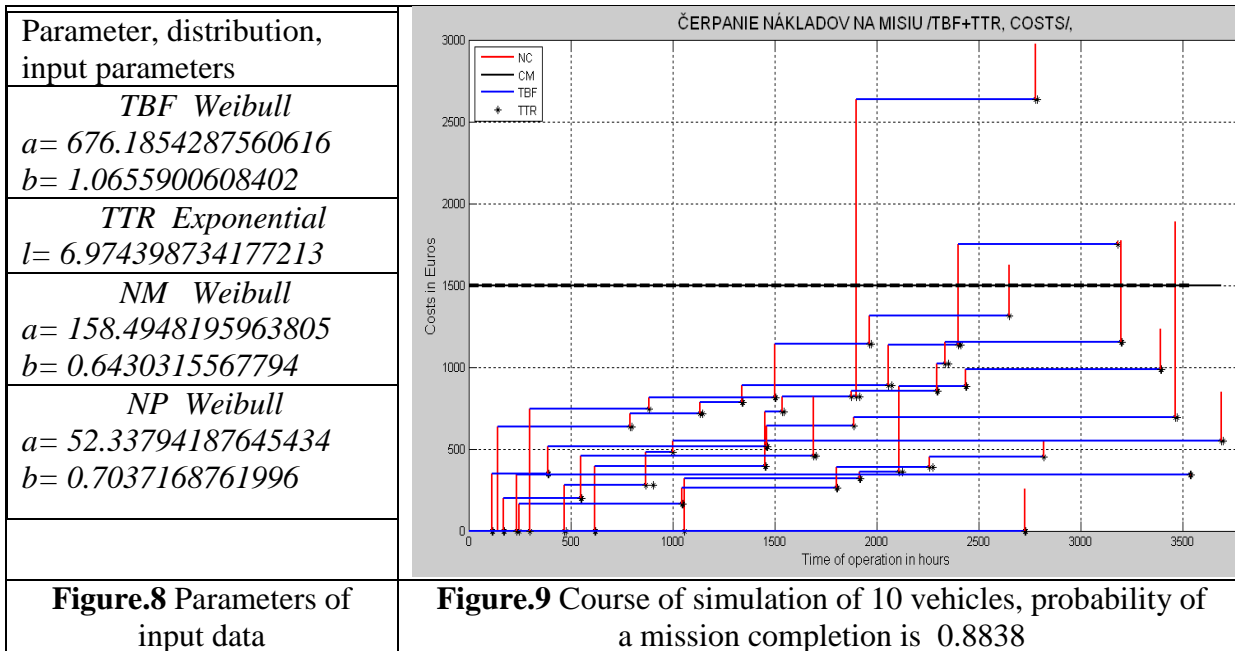 Parameter, distribution,
input parameters
TBF Weibull
a= 676.1854287560616
b= 1.0655900608402
TTR Exponential
l= 6.974398734177213
NM Weibull
a= 158.4948195963805
b= 0.6430315567794
NP Weibull
a= 52.33794187645434
b= 0.7037168761996
Figure.8 Parameters of
input data
ČERPANIE NÁKLADOV NA MISIU /TBF+TTR, COSTS/,
NC
CM
TBF
TTR
Costs in Euros
3000
2500
2000
1500
1000
500
0
0 500 1000 1500 2000 2500 3000 3500
Time of operation in hours
Figure.9 Course of simulation of 10 vehicles, probability of
a mission completion is 0.8838